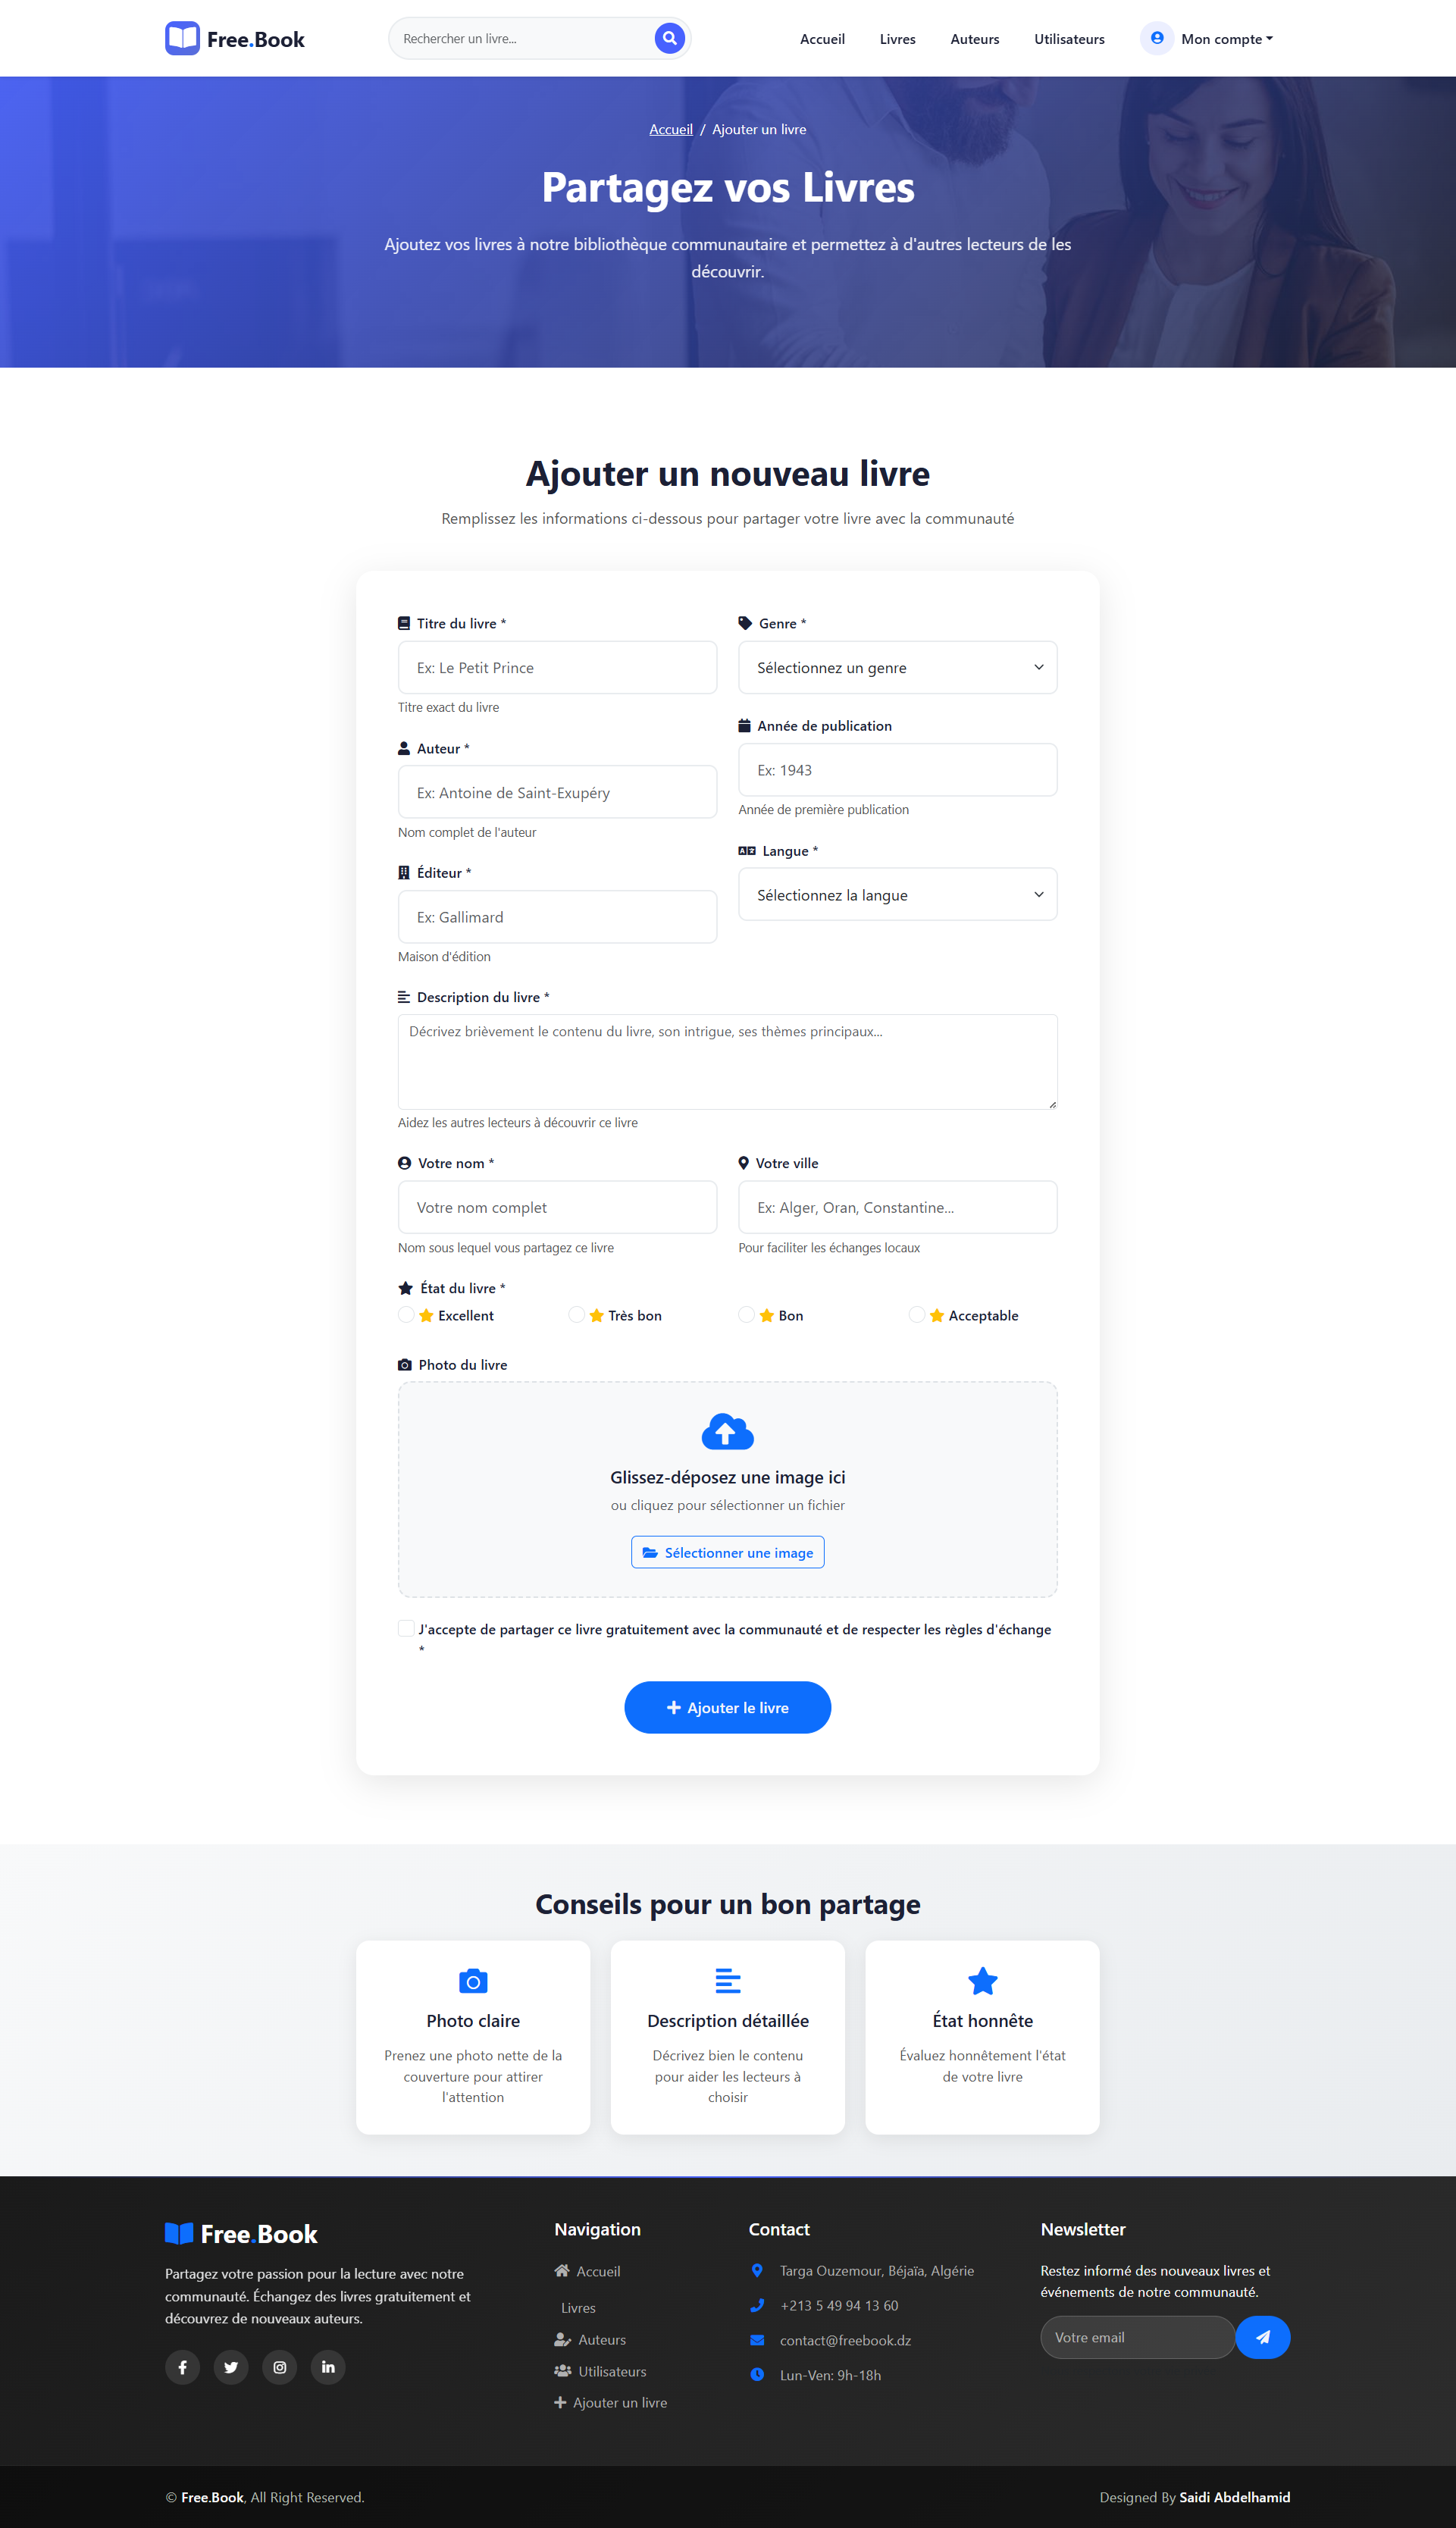 Free.Book
Rechercher un livre...
Accueil
Livres
Auteurs
Utilisateurs
Mon compte
Accueil / Ajouter un livre
Partagez vos Livres
Ajoutez vos livres à notre bibliothèque communautaire et permettez à d'autres lecteurs de les
découvrir.
Ajouter un nouveau livre
Remplissez les informations ci-dessous pour partager votre livre avec la communauté
Titre du livre *
Ex: Le Petit Prince
Titre exact du livre
Auteur *
Ex: Antoine de Saint-Exupéry
Nom complet de l'auteur
Éditeur *
Ex: Gallimard
Maison d'édition
Genre *
Sélectionnez un genre
Année de publication
Ex: 1943
Année de première publication
Langue *
Sélectionnez la langue
Description du livre *
Décrivez brièvement le contenu du livre, son intrigue, ses thèmes principaux...
Aidez les autres lecteurs à découvrir ce livre
Votre nom *
Votre nom complet
Nom sous lequel vous partagez ce livre
Votre ville
Ex: Alger, Oran, Constantine...
Pour faciliter les échanges locaux
État du livre *
Excellent
Très bon
Bon
Acceptable
Photo du livre
Glissez-déposez une image ici
ou cliquez pour sélectionner un fichier
Sélectionner une image
J'accepte de partager ce livre gratuitement avec la communauté et de respecter les règles d'échange
*
Ajouter le livre
Conseils pour un bon partage
Photo claire
Prenez une photo nette de la
couverture pour attirer
l'attention
Description détaillée
Décrivez bien le contenu
pour aider les lecteurs à
choisir
État honnête
Évaluez honnêtement l'état
de votre livre
Free.Book
Partagez votre passion pour la lecture avec notre
communauté. Échangez des livres gratuitement et
découvrez de nouveaux auteurs.
Navigation
Accueil
Livres
Auteurs
Utilisateurs
Ajouter un livre
Contact
Targa Ouzemour, Béjaïa, Algérie
+213 5 49 94 13 60
contact@freebook.dz
Lun-Ven: 9h-18h
Newsletter
Restez informé des nouveaux livres et
événements de notre communauté.
Votre email
© Free.Book, All Right Reserved.
Designed By Saidi Abdelhamid